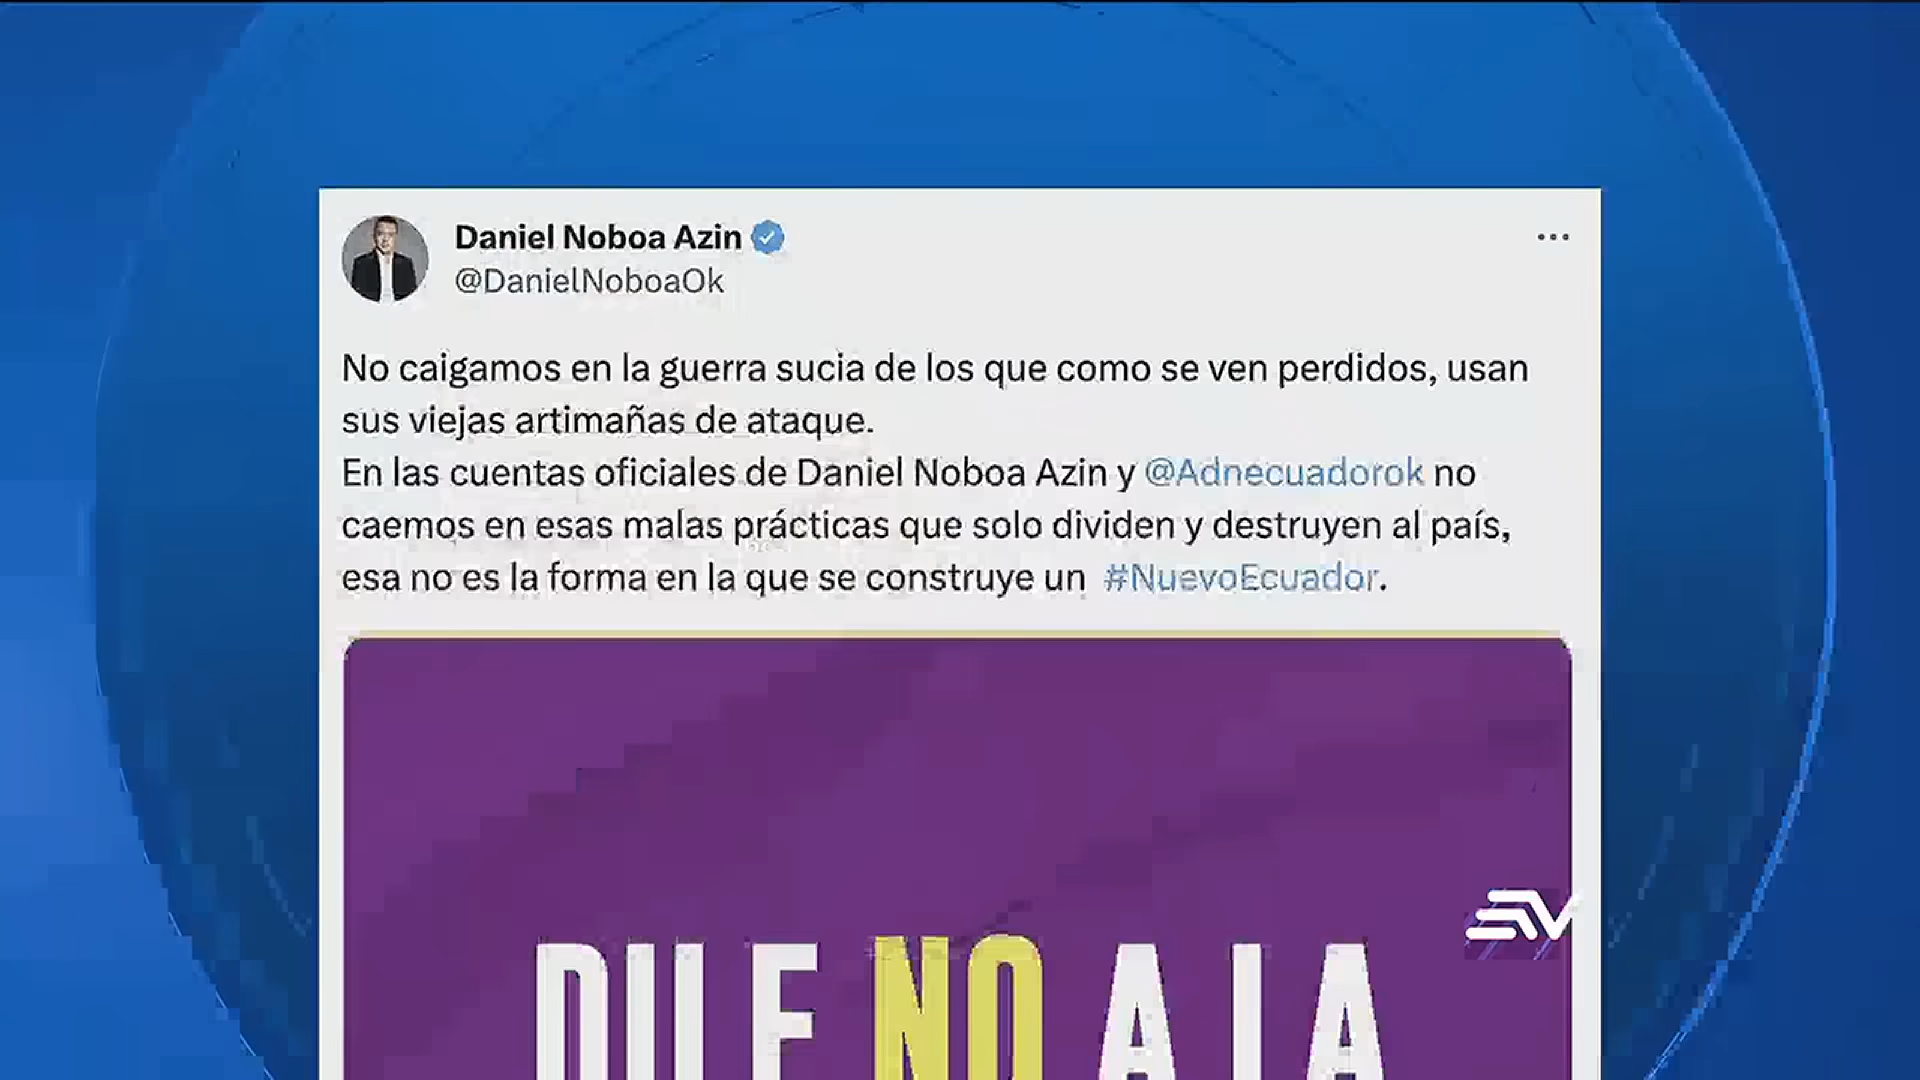 Daniel Noboa Azin
@DanielNoboaOk
No caigamos en la guerra sucia de los que como se ven perdidos, usan
sus viejas artimañas de ataque.
En las cuentas oficiales de Daniel Noboa Azin y @Adnecuadorok no
caemos en esas malas prácticas que solo dividen y destruyen al país,
esa no es la forma en la que se construye un #NuevoEcuador.
DILE NO A LA